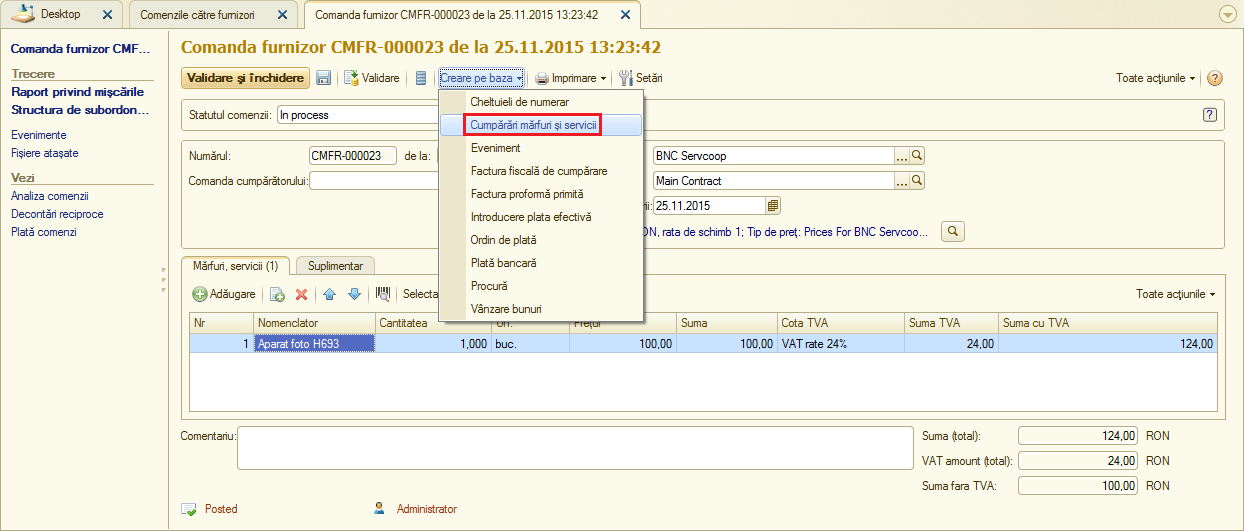 Desktop
Comenzile către furnizori
Comanda furnizor CMFR-000023 de la 25.11.2015 13:23:42
Comanda furnizor CMF...
Trecere
Raport privind mișcările
Structura de subordon...
Evenimente
Fișiere atașate
Vezi
Analiza comenzii
Decontări reciproce
Plată comenzi
Comanda furnizor CMFR-000023 de la 25.11.2015 13:23:42
Validare și închidere Validare Creare pe baza Imprimare Setări Toate acțiunile ?
Statutul comenzii: In process ?
Numărul: CMFR-000023 de la: BNC Servcoop ...
Comanda cumpărătorului: Main Contract ...
25.11.2015
ON, rata de schimb 1; Tip de preț: Prices For BNC Servcoo...
Cheltuieli de numerar
Cumpărări mărfuri și servicii
Eveniment
Factura fiscală de cumpărare
Factura proformă primită
Introducere plata efectivă
Ordin de plată
Plată bancară
Procură
Vânzare bunuri
Mărfuri, servicii (1) Suplimentar
Adăugare Selecta Toate acțiunile
Nr Nomenclator Cantitatea Suma Cota TVA Suma TVA Suma cu TVA
1 Aparat foto H693 1,000 buc. 100,00 100,00 VAT rate 24% 24,00 124,00
Comentariu:
Suma (total): 124,00 RON
VAT amount (total): 24,00 RON
Suma fara TVA: 100,00 RON
Posted Administrator